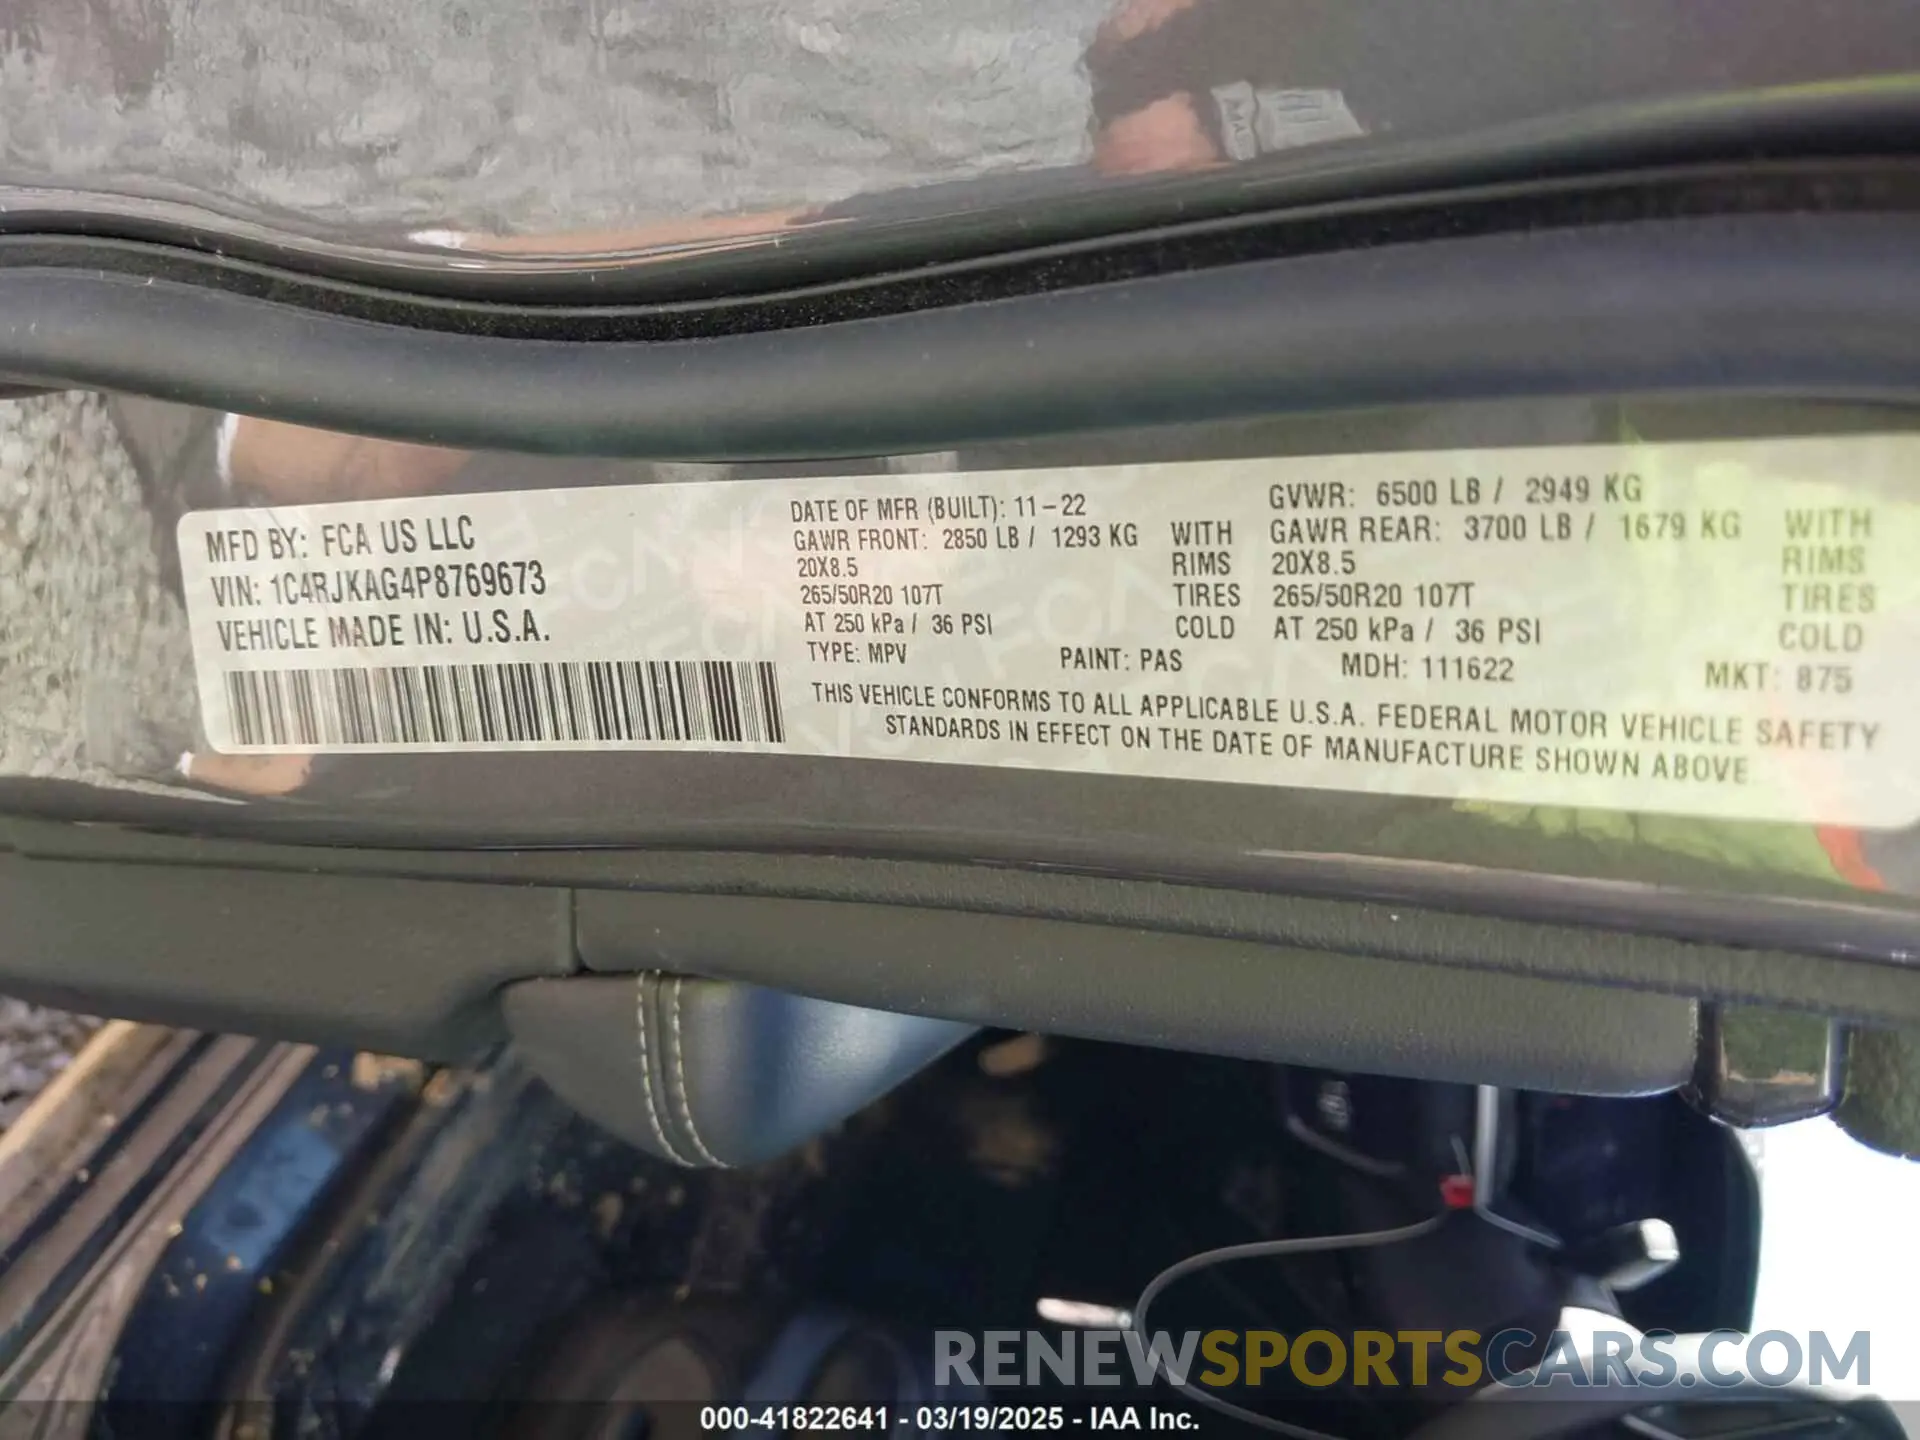 MFD BY: FCA US LLC
VIN: 1C4RJKAG4P8769673
VEHICLE MADE IN: U.S.A.
DATE OF MFR (BUILT): 11-22 GVWR: 6500 LB / 2949 KG
GAWR FRONT: 2850 LB / 1293 KG WITH GAWR REAR: 3700 LB / 1679 KG WITH
20X8.5 RIMS 20X8.5 RIMS
265/50R20 107T TIRES 265/50R20 107T TIRES
AT 250 kPa / 36 PSI COLD AT 250 kPa / 36 PSI COLD
TYPE: MPV PAINT: PAS MDH: 111622 MKT: 875
THIS VEHICLE CONFORMS TO ALL APPLICABLE U.S.A. FEDERAL MOTOR VEHICLE SAFETY
STANDARDS IN EFFECT ON THE DATE OF MANUFACTURE SHOWN ABOVE
RENEWSPORTSCARS.COM
000-41822641 - 03/19/2025 - IAA Inc.